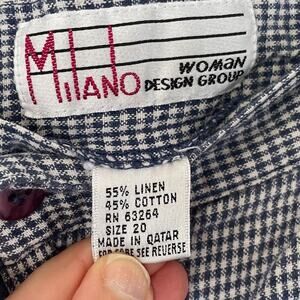 MILANO
WOMAN
DESIGN GROUP
55% LINEN
45% COTTON
RN 63264
SIZE 20
MADE IN QATAR
FOR CARE SEE REVERSE